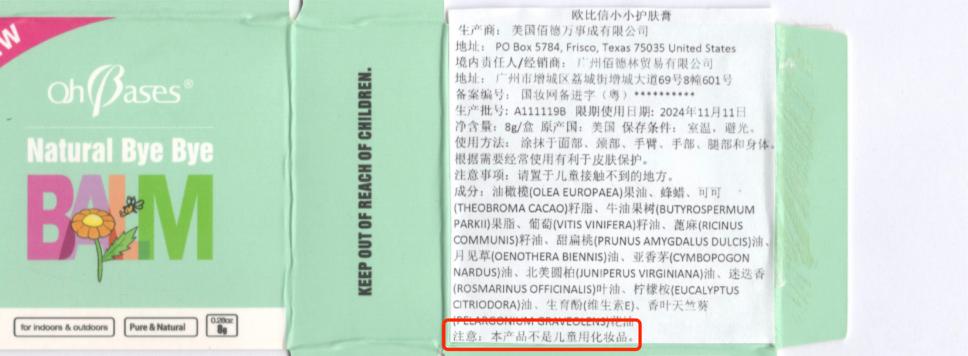 NEW
Oh Bases®
Natural Bye Bye
BALM
for indoors & outdoors
Pure & Natural
0.28oz
8g
KEEP OUT OF REACH OF CHILDREN.
欧比信小小护肤膏
生产商: 美国佰德万事成有限公司
地址: PO Box 5784, Frisco, Texas 75035 United States
境内责任人/经销商: 广州佰德林贸易有限公司
地址: 广州市增城区荔城街增城大道69号8幢601号
备案编号: 国妆网备进字（粤）**********
生产批号: A111119B 限期使用日期: 2024年11月11日
净含量: 8g/盒 原产国: 美国 保存条件: 室温, 避光。
使用方法: 涂抹于面部、颈部、手臂、手部、腿部和身体。
根据需要经常使用有利于皮肤保护。
注意事项: 请置于儿童接触不到的地方。
成分: 油橄榄(OLEA EUROPAEA)果油、蜂蜡、可可
(THEOBROMA CACAO)籽脂、牛油果树(BUTYROSPERMUM
PARKII)果脂、葡萄(VITIS VINIFERA)籽油、蓖麻(RICINUS
COMMUNIS)籽油、甜扁桃(PRUNUS AMYGDALUS DULCIS)油、
月见草(OENOTHERA BIENNIS)油、亚香茅(CYMBOPOGON
NARDUS)油、北美圆柏(JUNIPERUS VIRGINIANA)油、迷迭香
(ROSMARINUS OFFICINALIS)叶油、柠檬桉(EUCALYPTUS
CITRIODORA)油、生育酚(维生素E)、香叶天竺葵
(PELARGONIUM GRAVEOLENS)花油
注意: 本产品不是儿童用化妆品。